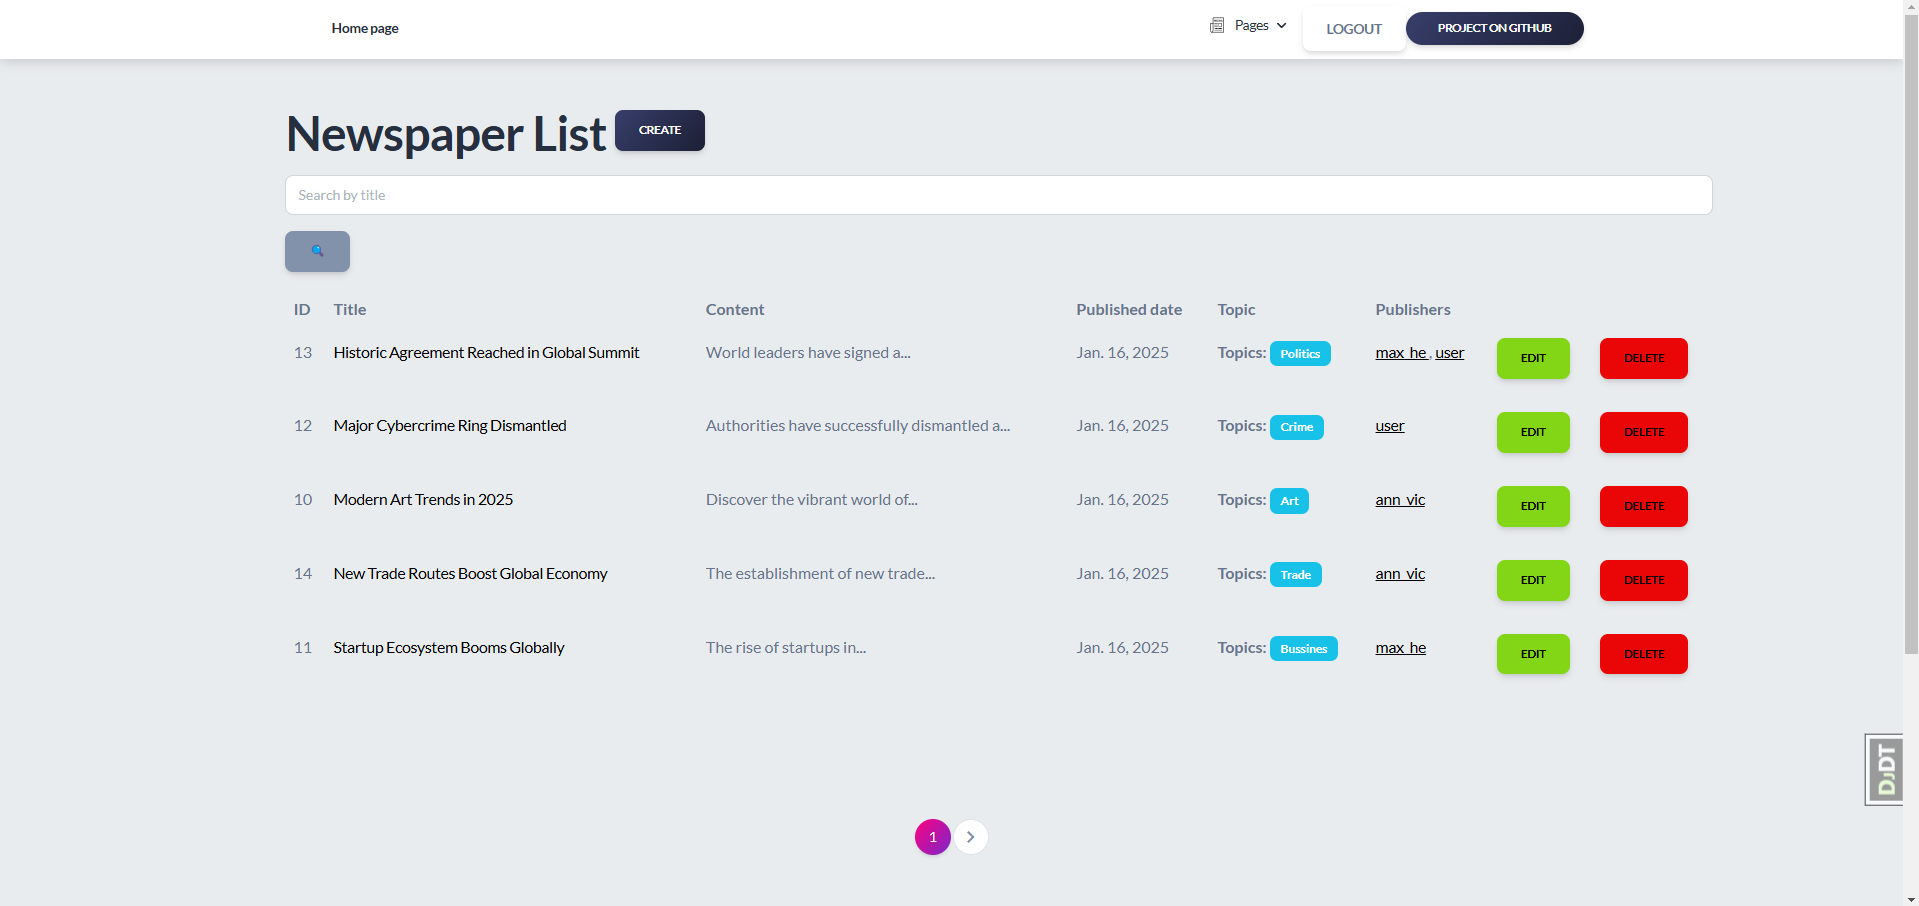 Home page
Pages
LOGOUT
PROJECT ON GITHUB
Newspaper List
CREATE
Search by title
ID Title Content Published date Topic Publishers
13 Historic Agreement Reached in Global Summit World leaders have signed a... Jan. 16, 2025 Topics: Politics max_he , user EDIT DELETE
12 Major Cybercrime Ring Dismantled Authorities have successfully dismantled a... Jan. 16, 2025 Topics: Crime user EDIT DELETE
10 Modern Art Trends in 2025 Discover the vibrant world of... Jan. 16, 2025 Topics: Art ann_vic EDIT DELETE
14 New Trade Routes Boost Global Economy The establishment of new trade... Jan. 16, 2025 Topics: Trade ann_vic EDIT DELETE
11 Startup Ecosystem Booms Globally The rise of startups in... Jan. 16, 2025 Topics: Bussines max_he EDIT DELETE
DJDT
1